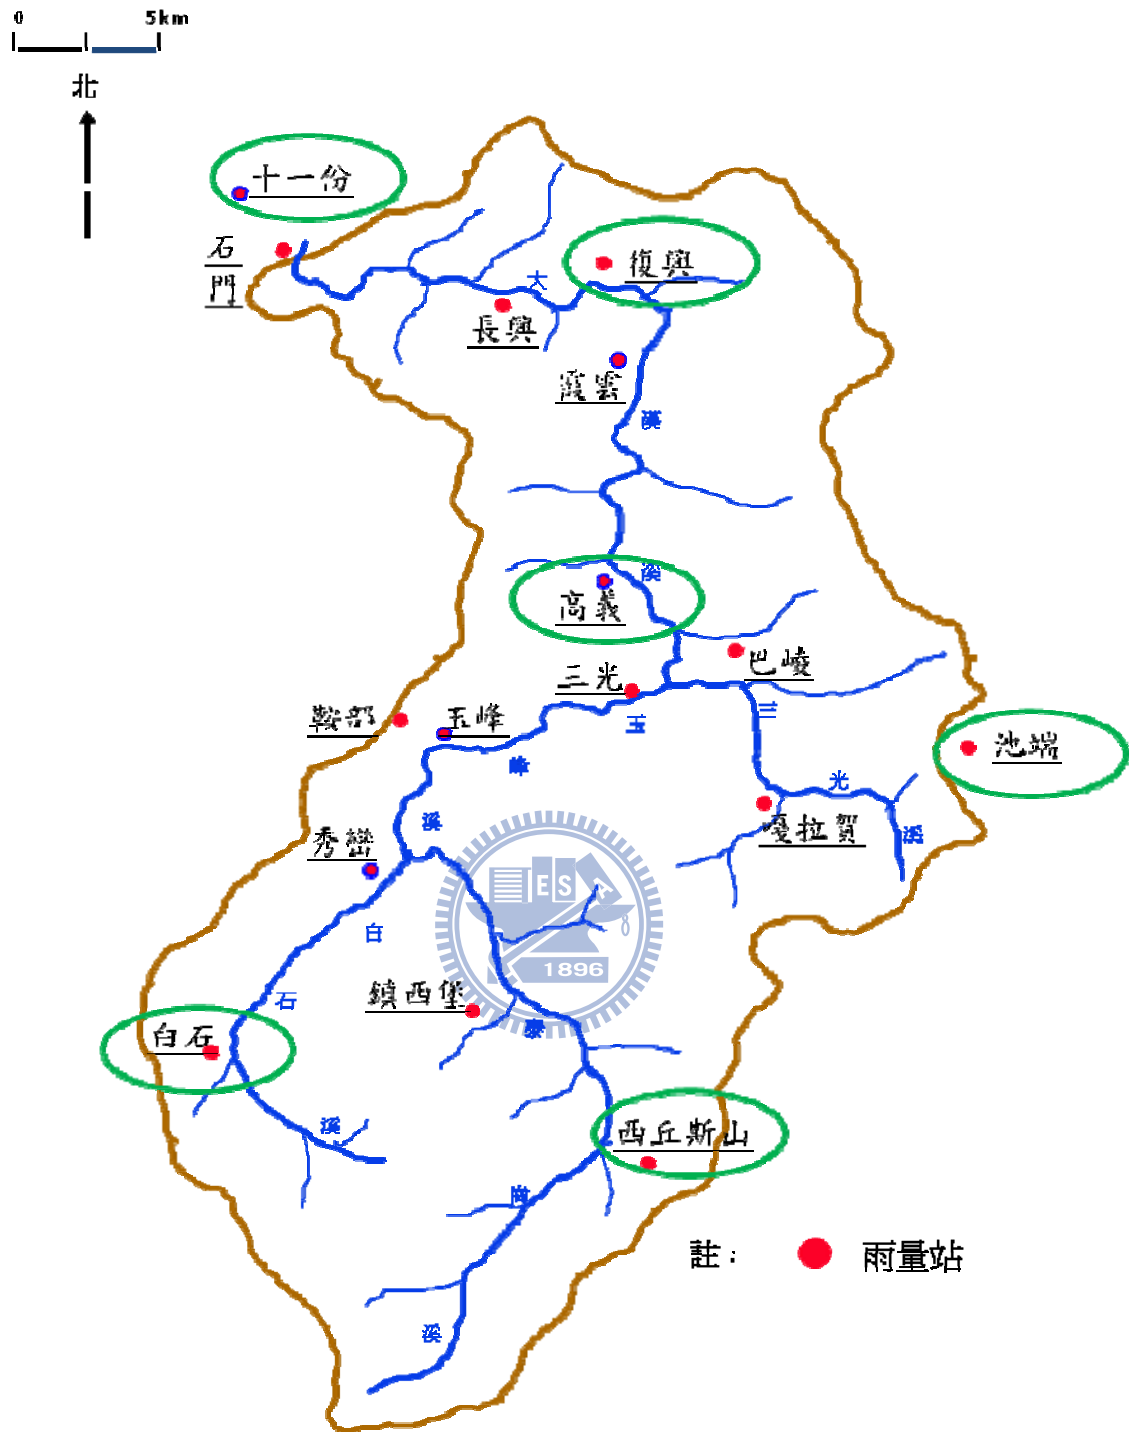 0 5km
北
十一份
石
門
復興
大
長興
霞雲
漢
溪
高義
巴崚
三光
玉
三
鞍部
玉峰
峰
池端
光
溪
嘎拉賀
溪
秀巒
ES
白
1896
鎮西堡
石
泰
白石
溪
西丘斯山
崗
註： 雨量站
溪